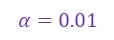 α = 0.01